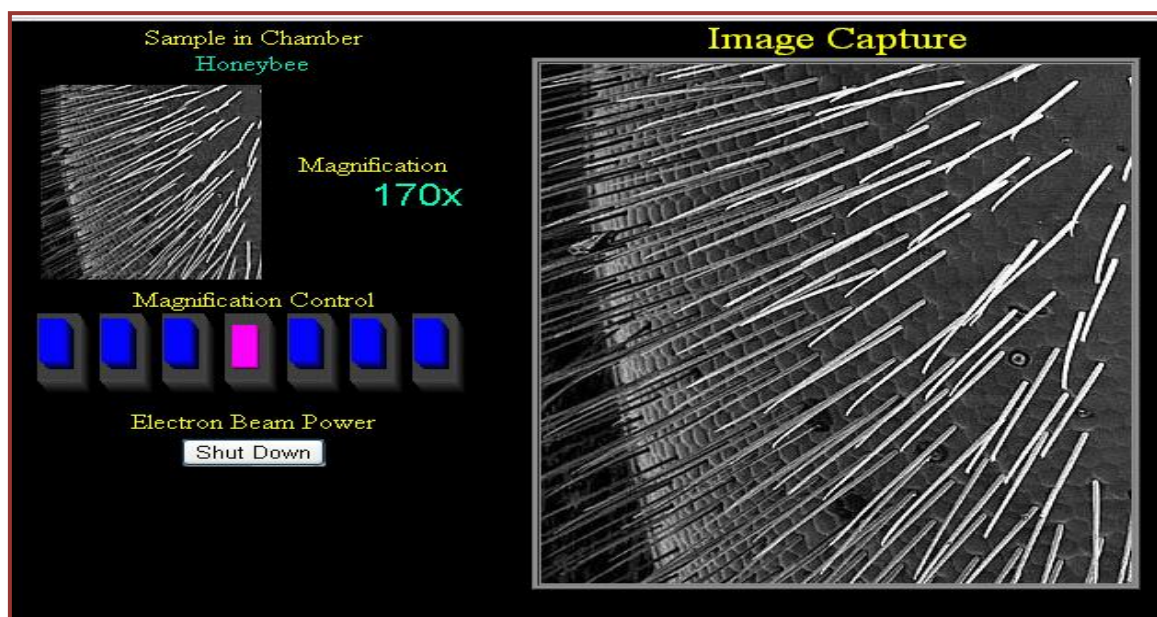 Sample in Chamber
Honeybee
Magnification
170x
Magnification Control
Electron Beam Power
Shut Down
Image Capture